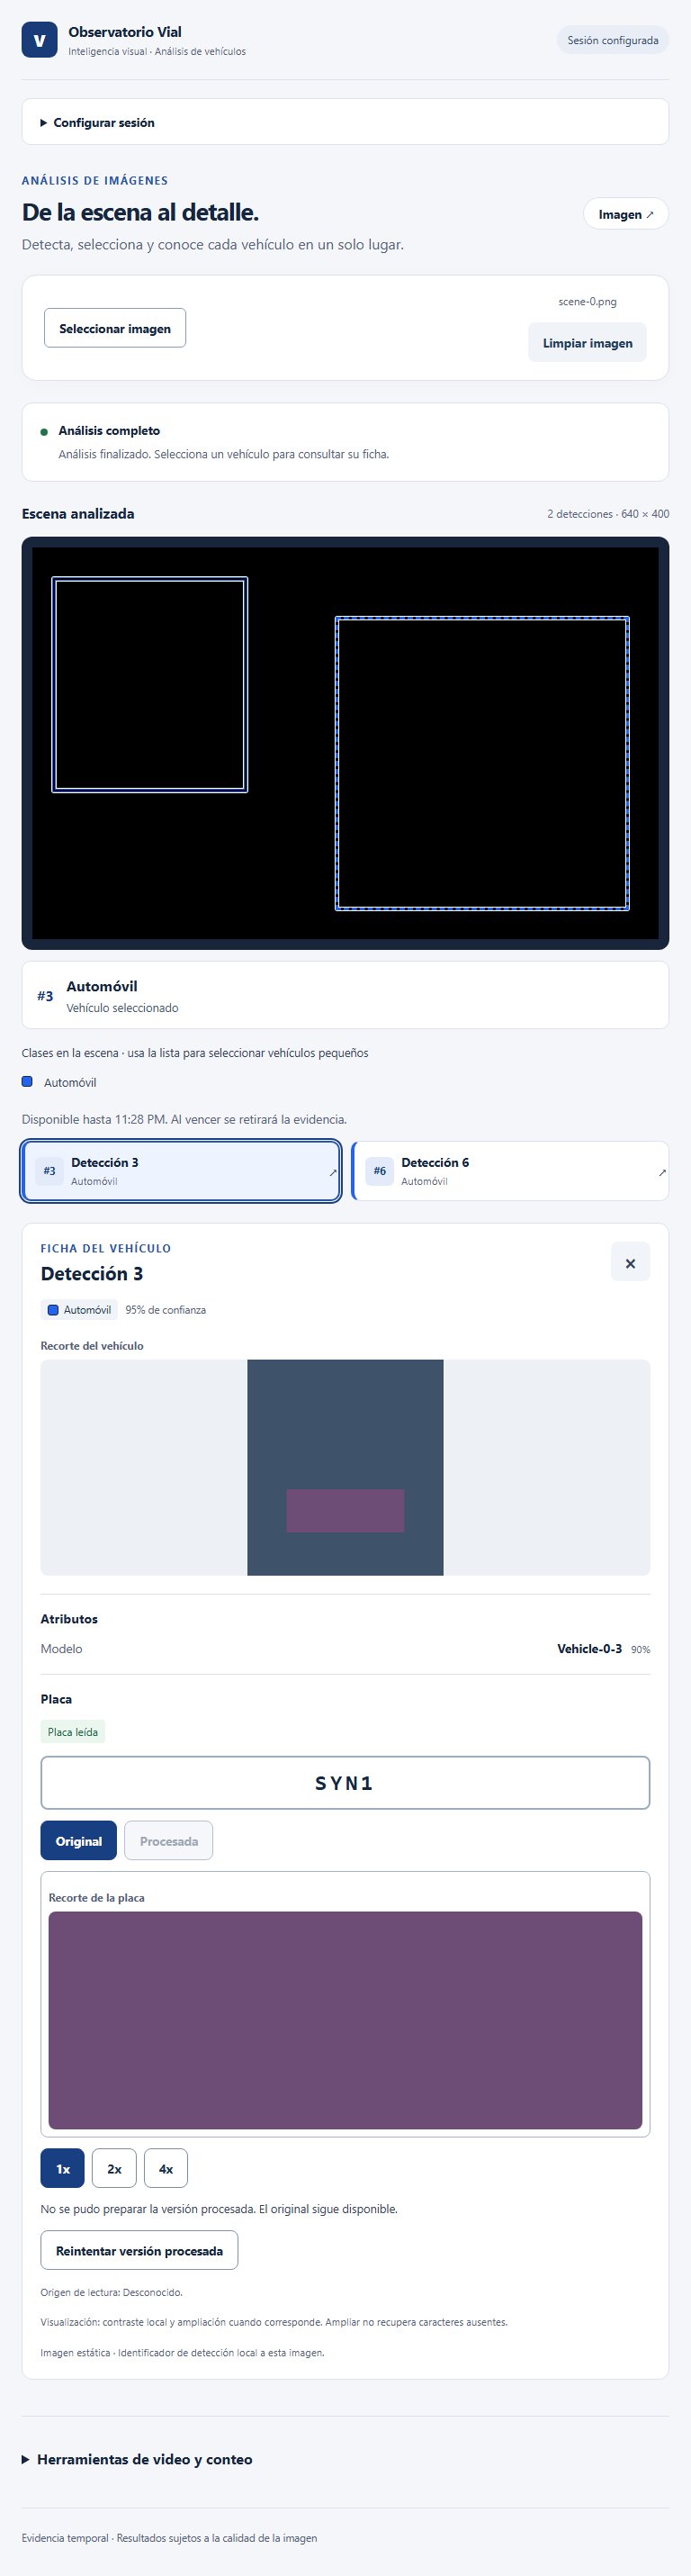 V
Observatorio Vial
Inteligencia visual · Análisis de vehículos
Sesión configurada
▶ Configurar sesión
ANÁLISIS DE IMÁGENES
De la escena al detalle.
Imagen ↗
Detecta, selecciona y conoce cada vehículo en un solo lugar.
Seleccionar imagen
scene-0.png
Limpiar imagen
Análisis completo
Análisis finalizado. Selecciona un vehículo para consultar su ficha.
Escena analizada
2 detecciones · 640 × 400
#3
Automóvil
Vehículo seleccionado
Clases en la escena · usa la lista para seleccionar vehículos pequeños
Automóvil
Disponible hasta 11:28 PM. Al vencer se retirará la evidencia.
#3
Detección 3
Automóvil
↗
#6
Detección 6
Automóvil
↗
FICHA DEL VEHÍCULO
Detección 3
×
Automóvil
95% de confianza
Recorte del vehículo
Atributos
Modelo
Vehicle-0-3 90%
Placa
Placa leída
SYN1
Original
Procesada
Recorte de la placa
1x
2x
4x
No se pudo preparar la versión procesada. El original sigue disponible.
Reintentar versión procesada
Origen de lectura: Desconocido.
Visualización: contraste local y ampliación cuando corresponde. Ampliar no recupera caracteres ausentes.
Imagen estática · Identificador de detección local a esta imagen.
▶ Herramientas de video y conteo
Evidencia temporal · Resultados sujetos a la calidad de la imagen